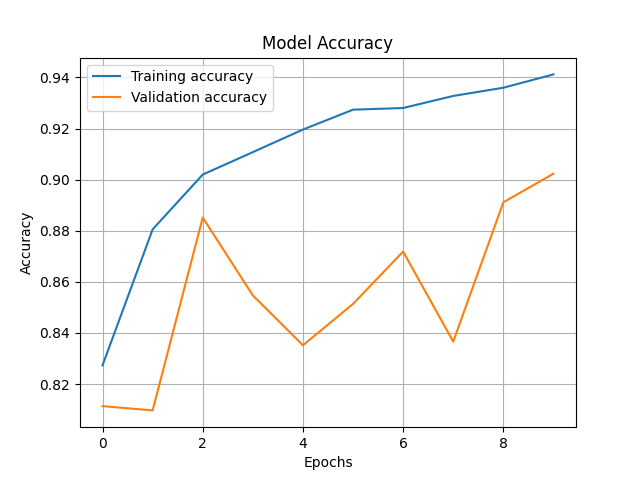 Model Accuracy
Training accuracy
Validation accuracy
Accuracy
0.94
0.92
0.90
0.88
0.86
0.84
0.82
0 2 4 6 8
Epochs